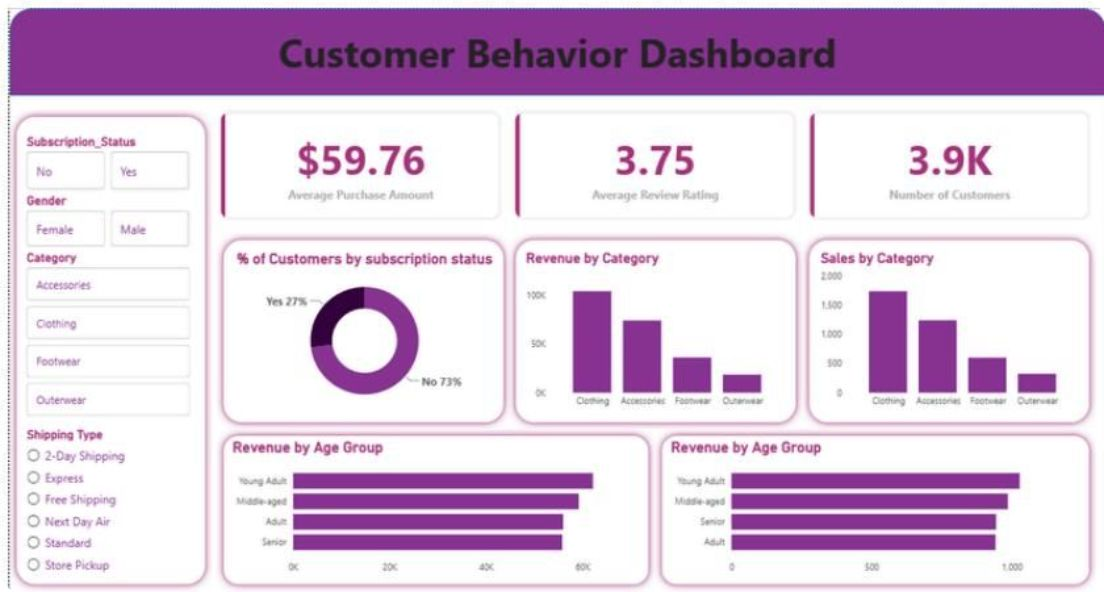 Customer Behavior Dashboard
Subscription_Status
No Yes
Gender
Female Male
Category
Accessories
Clothing
Footwear
Outerwear
Shipping Type
2-Day Shipping
Express
Free Shipping
Next Day Air
Standard
Store Pickup
$59.76
Average Purchase Amount
3.75
Average Review Rating
3.9K
Number of Customers
% of Customers by subscription status
Yes 27%
No 73%
Revenue by Category
100K
50K
0K
Clothing Accessories Footwear Outerwear
Sales by Category
2,000
1,500
1,000
500
0
Clothing Accessories Footwear Outerwear
Revenue by Age Group
Young Adult
Middle-aged
Adult
Senior
0K 20K 40K 60K
Revenue by Age Group
Young Adult
Middle-aged
Senior
Adult
0 500 1,000